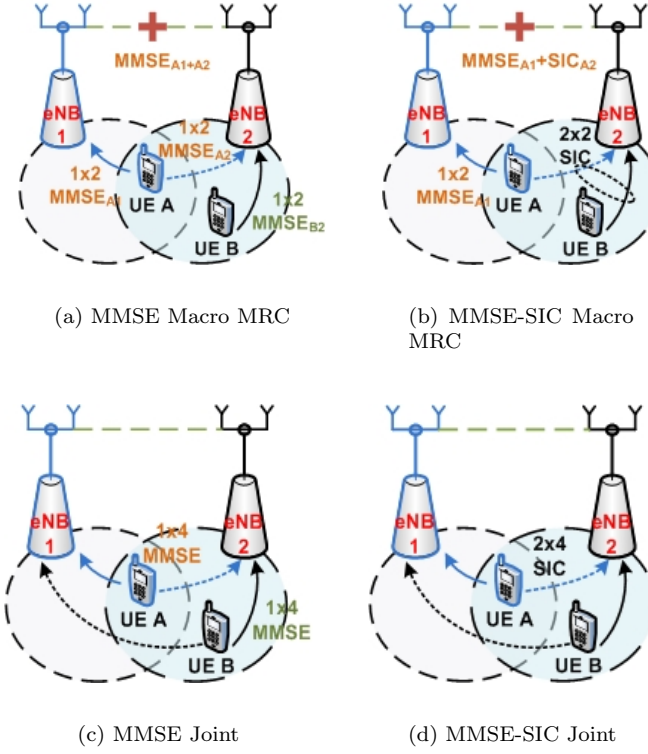 MMSEA1+A2
eNB
1
eNB
2
1x2
MMSEA2
1x2
MMSEA1
UE A
UE B
1x2
MMSEB2
(a) MMSE Macro MRC
MMSEA1+SICA2
eNB
1
eNB
2
2x2
SIC
1x2
MMSEA1
UE A
UE B
(b) MMSE-SIC Macro
MRC
eNB
1
eNB
2
1x4
MMSE
UE A
1x4
MMSE
UE B
(c) MMSE Joint
eNB
1
eNB
2
2x4
SIC
UE A
UE B
(d) MMSE-SIC Joint